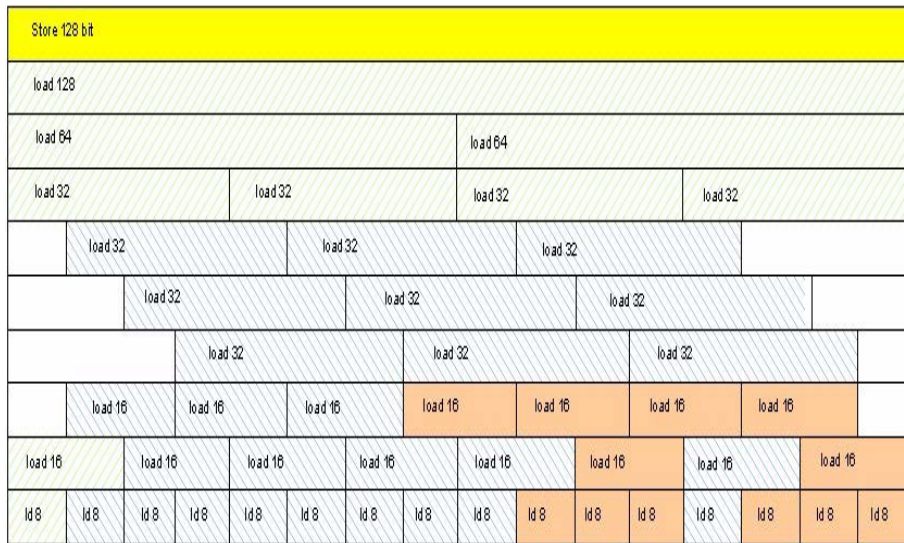 Store 128 bit
load 128
load 64 load 64
load 32 load 32 load 32 load 32
load 32 load 32 load 32
load 32 load 32 load 32
load 32 load 32 load 32
load 16 load 16 load 16 load 16 load 16 load 16 load 16
load 16 load 16 load 16 load 16 load 16 load 16 load 16 load 16
ld 8 ld 8 ld 8 ld 8 ld 8 ld 8 ld 8 ld 8 ld 8 ld 8 ld 8 ld 8 ld 8 ld 8 ld 8 ld 8